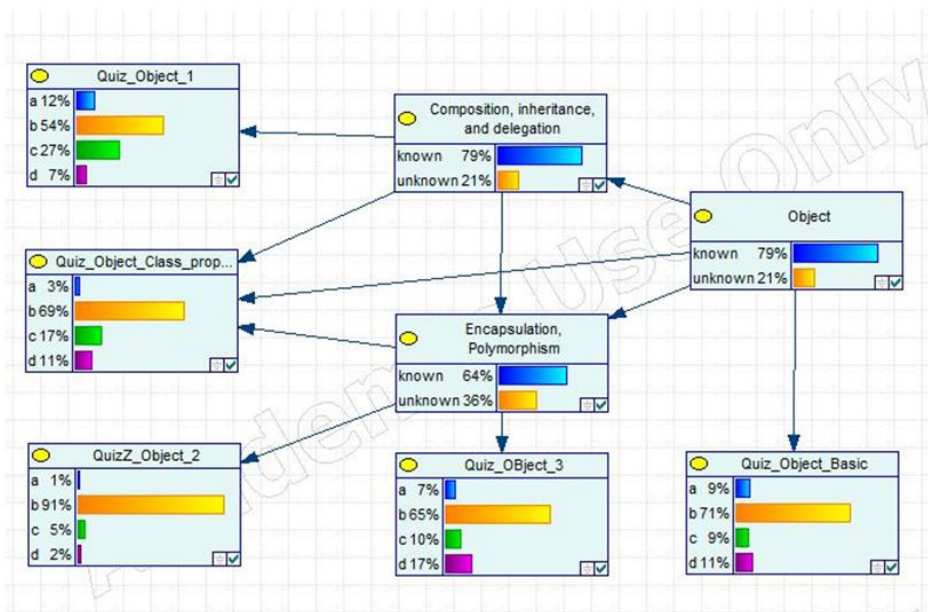 Quiz_Object_1
a 12%
b 54%
c 27%
d 7%
Composition, inheritance,
and delegation
known 79%
unknown 21%
Object
known 79%
unknown 21%
Quiz_Object_Class_prop...
a 3%
b 69%
c 17%
d 11%
Encapsulation,
Polymorphism
known 64%
unknown 36%
QuizZ_Object_2
a 1%
b 91%
c 5%
d 2%
Quiz_OBject_3
a 7%
b 65%
c 10%
d 17%
Quiz_Object_Basic
a 9%
b 71%
c 9%
d 11%
Use Only